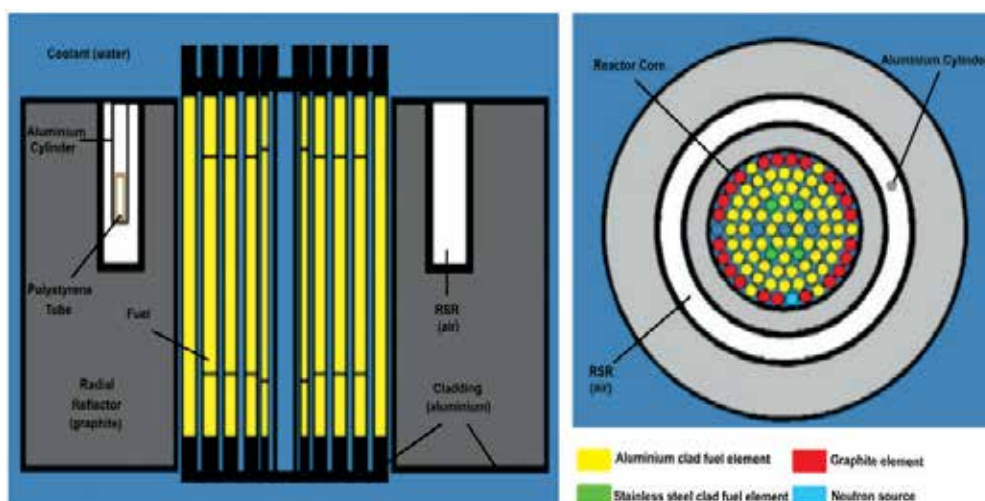 Coolant (water)
Aluminium
Cylinder
Polystyrene
Tube
Fuel
RSR
(air)
Radial
Reflector
(graphite)
Cladding
(aluminium)
Reactor Core
Aluminium Cylinder
RSR
(air)
Aluminium clad fuel element
Graphite element
Stainless steel clad fuel element
Neutron source